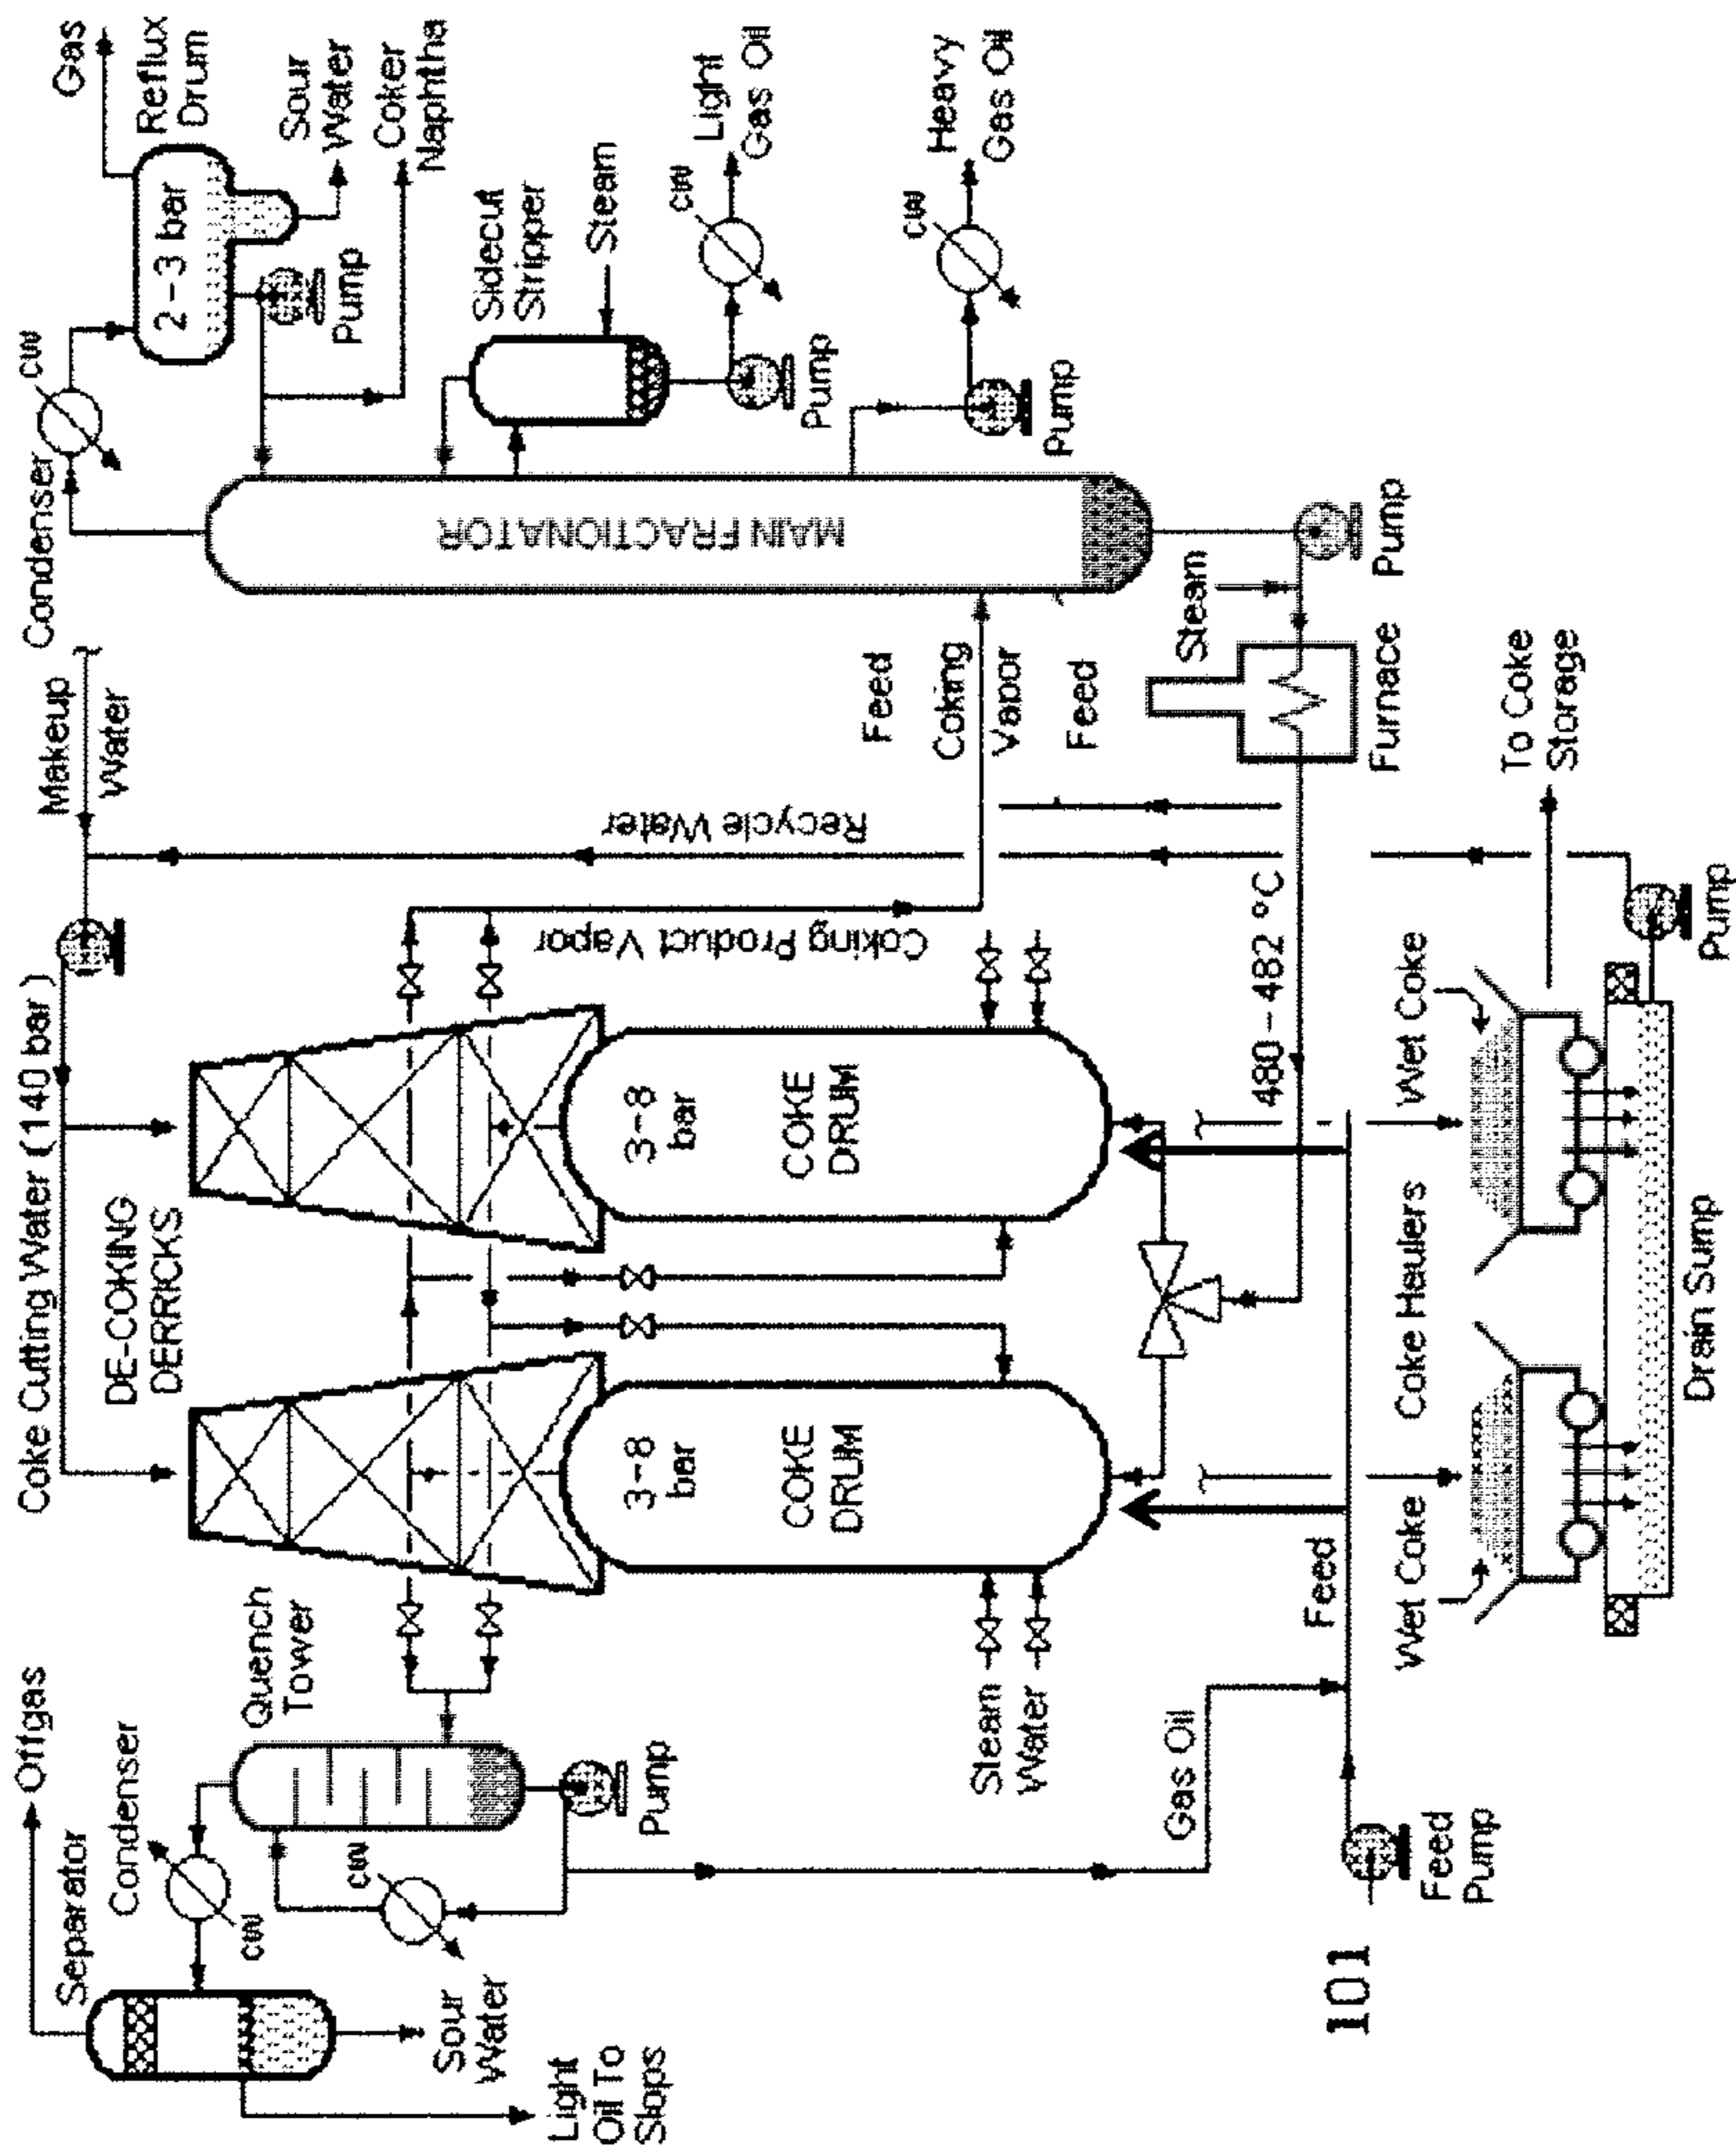 Offgas
Separator
Condenser
CW
Sour
Water
Light
Oil To
Slops
Quench
Tower
CW
Pump
Gas Oil
101
Feed
Pump
Feed
Coke Cutting Water (140 bar)
DE-COKING
DERRICKS
3-8
bar
COKE
DRUM
3-8
bar
COKE
DRUM
Steam
Water
Wet Coke
Coke Haulers
Wet Coke
Drain Sump
Pump
To Coke
Storage
480-482 °C
Coking Product Vapor
Recycle Water
Makeup
Water
Feed
Coking
Vapor
Feed
Steam
Furnace
Pump
Condenser
CW
MAIN FRACTIONATOR
Gas
Reflux
Drum
2-3 bar
Pump
Sour
Water
Coker
Naphtha
Sidecut
Stripper
Steam
Pump
CW
Light
Gas Oil
Pump
CW
Heavy
Gas Oil